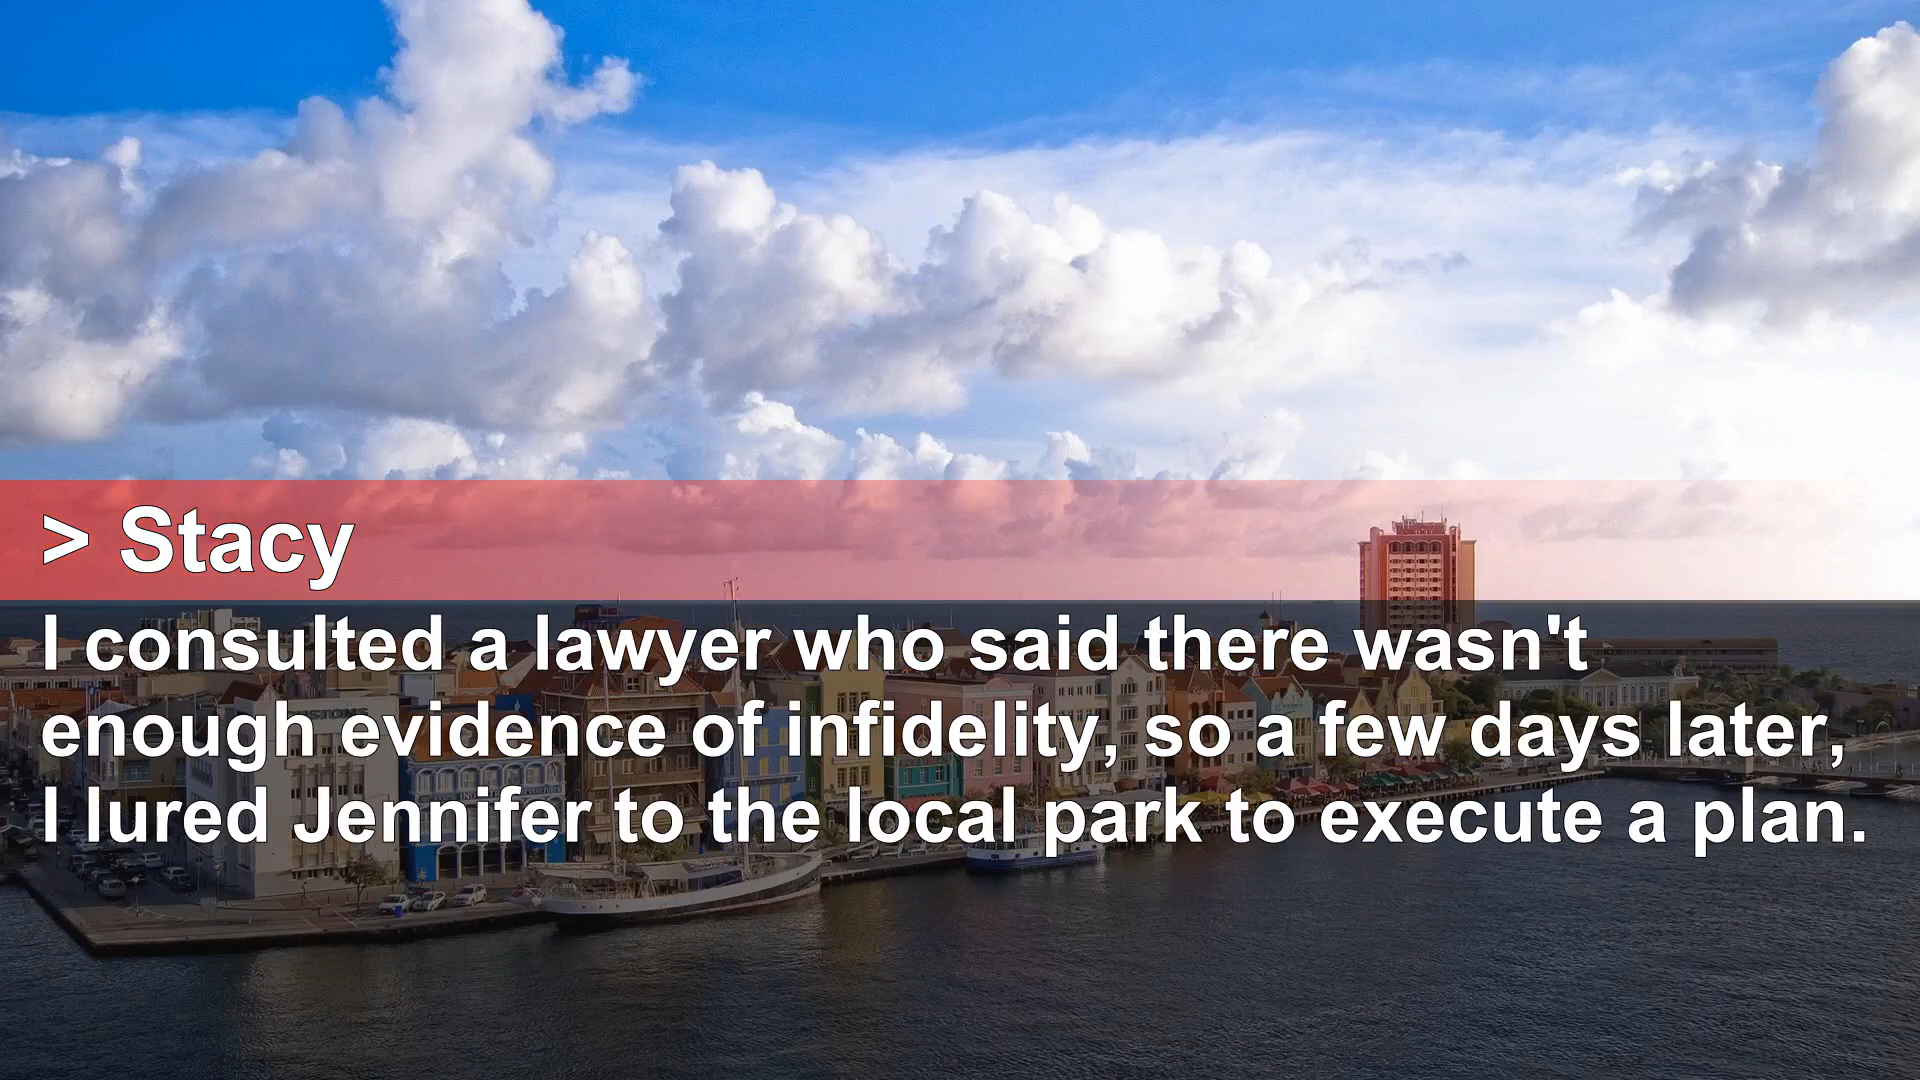 > Stacy
I consulted a lawyer who said there wasn't
enough evidence of infidelity, so a few days later,
I lured Jennifer to the local park to execute a plan.